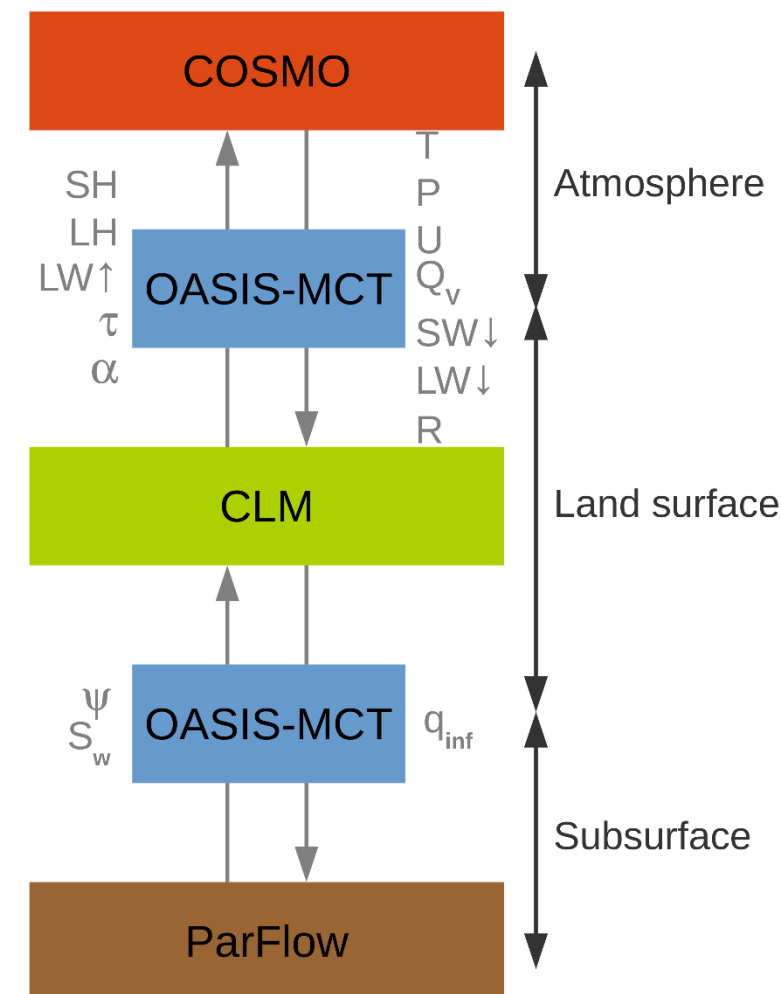 COSMO
SH
LH
LW↑
τ
α
OASIS-MCT
T
P
U
Qv
SW↓
LW↓
R
Atmosphere
CLM
Land surface
ψ
Sw
OASIS-MCT
qinf
Subsurface
ParFlow